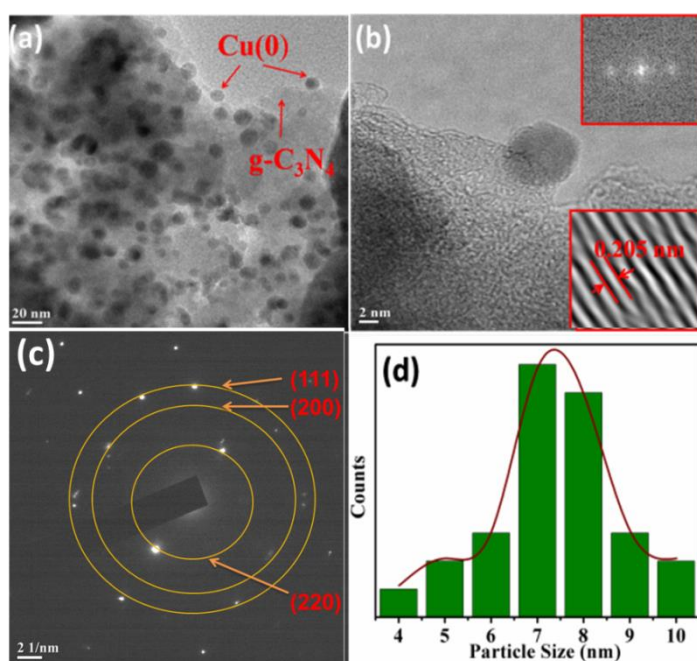 (a)
Cu(0)
g-C₃N₄
20 nm
(b)
0.205 nm
2 nm
(c)
(111)
(200)
(220)
2 1/nm
(d)
Counts
4 5 6 7 8 9 10
Particle Size (nm)